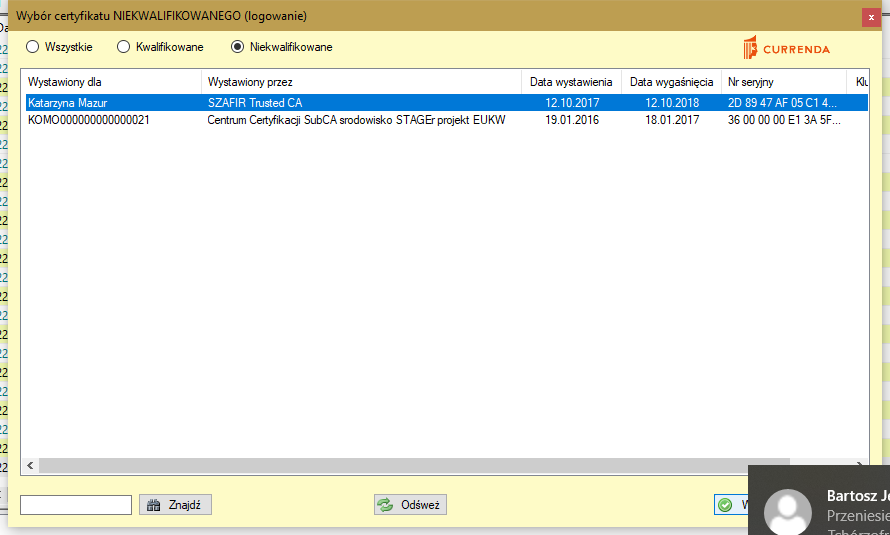 Wybór certyfikatu NIEKWALIFIKOWANEGO (logowanie)
x
Wszystkie Kwalifikowane Niekwalifikowane
CURRENDA
Wystawiony dla Wystawiony przez Data wystawienia Data wygaśnięcia Nr seryjny
Katarzyna Mazur SZAFIR Trusted CA 12.10.2017 12.10.2018 2D 89 47 AF 05 C1 4...
KOMO000000000000021 Centrum Certyfikacji SubCA srodowisko STAGEr projekt EUKW 19.01.2016 18.01.2017 36 00 00 00 E1 3A 5F...
Znajdź Odśwież
Bartosz